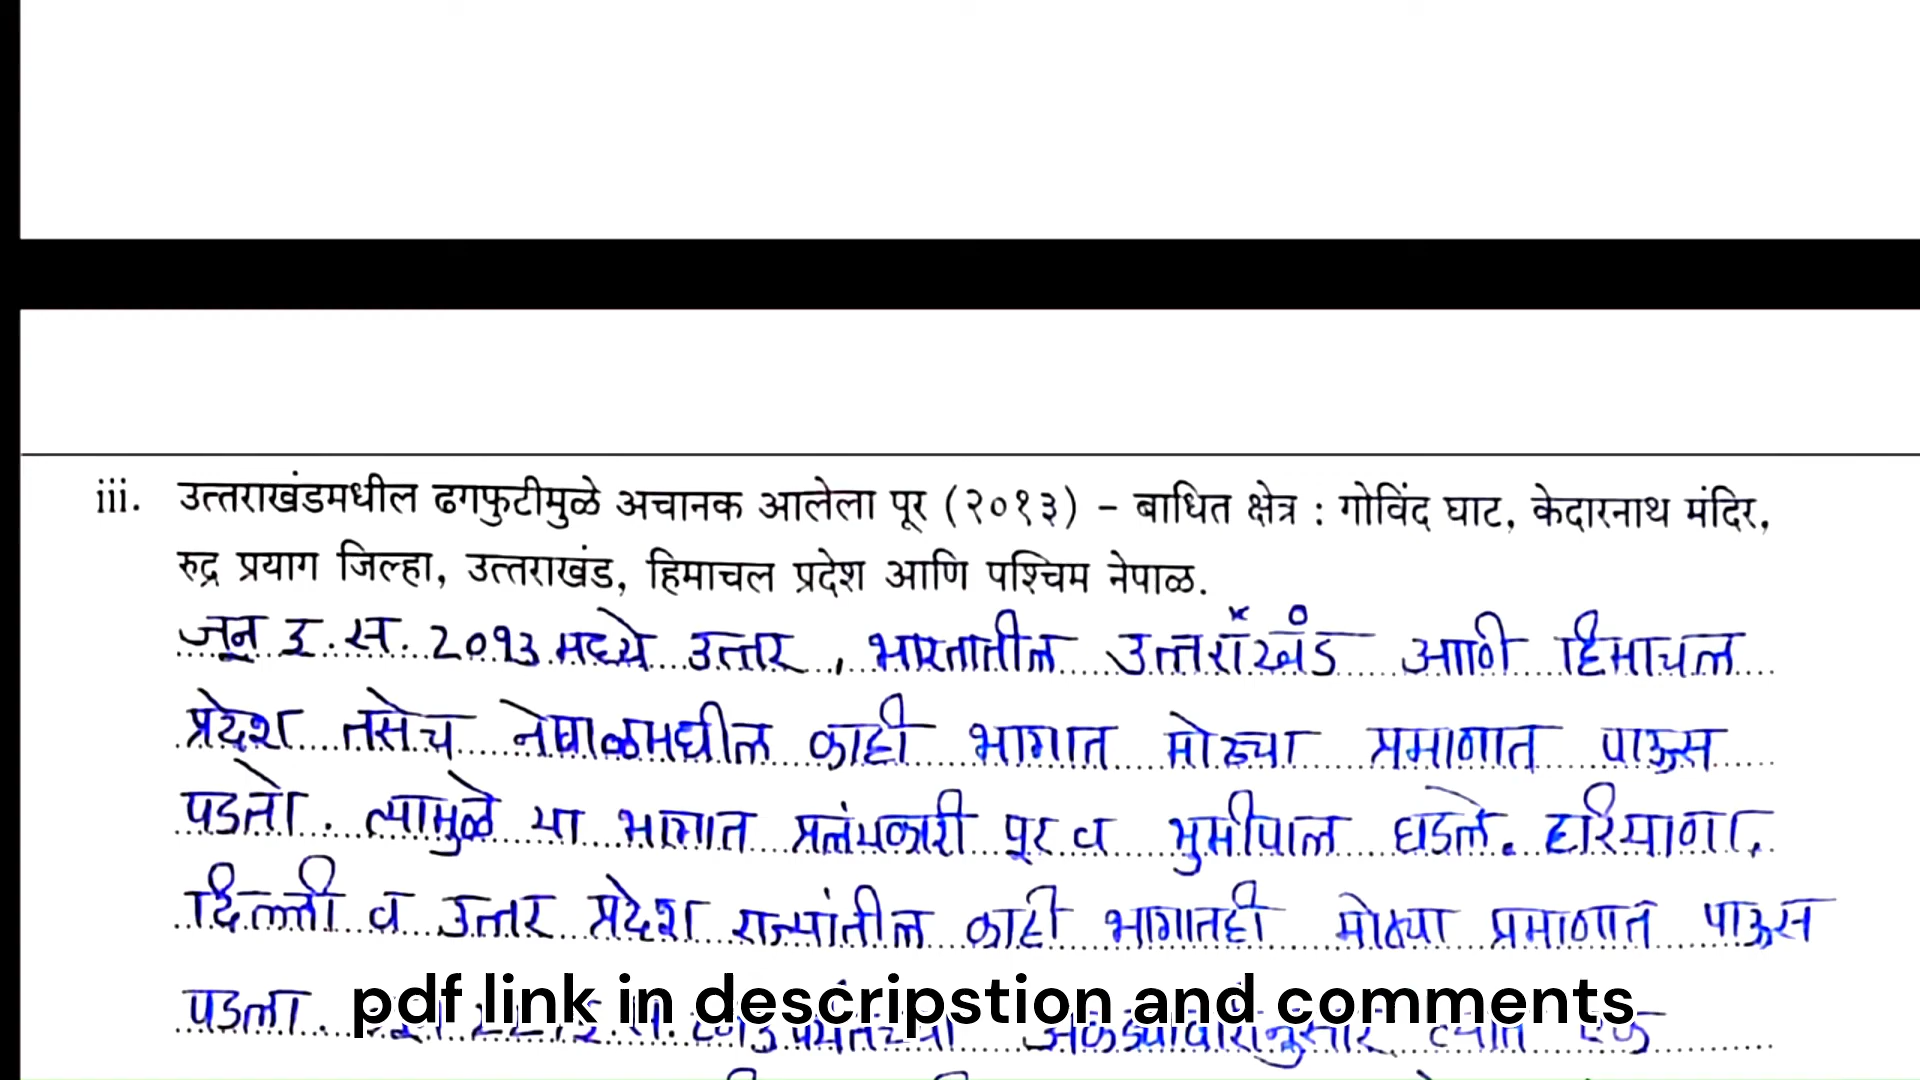 iii. उत्तराखंडमधील ढगफुटीमुळे अचानक आलेला पूर (२०१३) – बाधित क्षेत्र : गोविंद घाट, केदारनाथ मंदिर,
रुद्र प्रयाग जिल्हा, उत्तराखंड, हिमाचल प्रदेश आणि पश्चिम नेपाळ.
जून इ.स. 2०१3 मध्ये उत्तर , भारतातील उत्तराखंड आणी हिमाचल
प्रदेश तसेच नेपाळमधील काही भागात मोठ्या प्रमाणात पाऊस
पडतो. त्यामुळे या भागात प्रलंयकारी पूर व भुमीपाल घडले. हरियाणा,
दिल्ली व उत्तर प्रदेश राज्यांतील काही भागातही मोठ्या प्रमाणात पाऊस
पडला.
pdf link in descripstion and comments